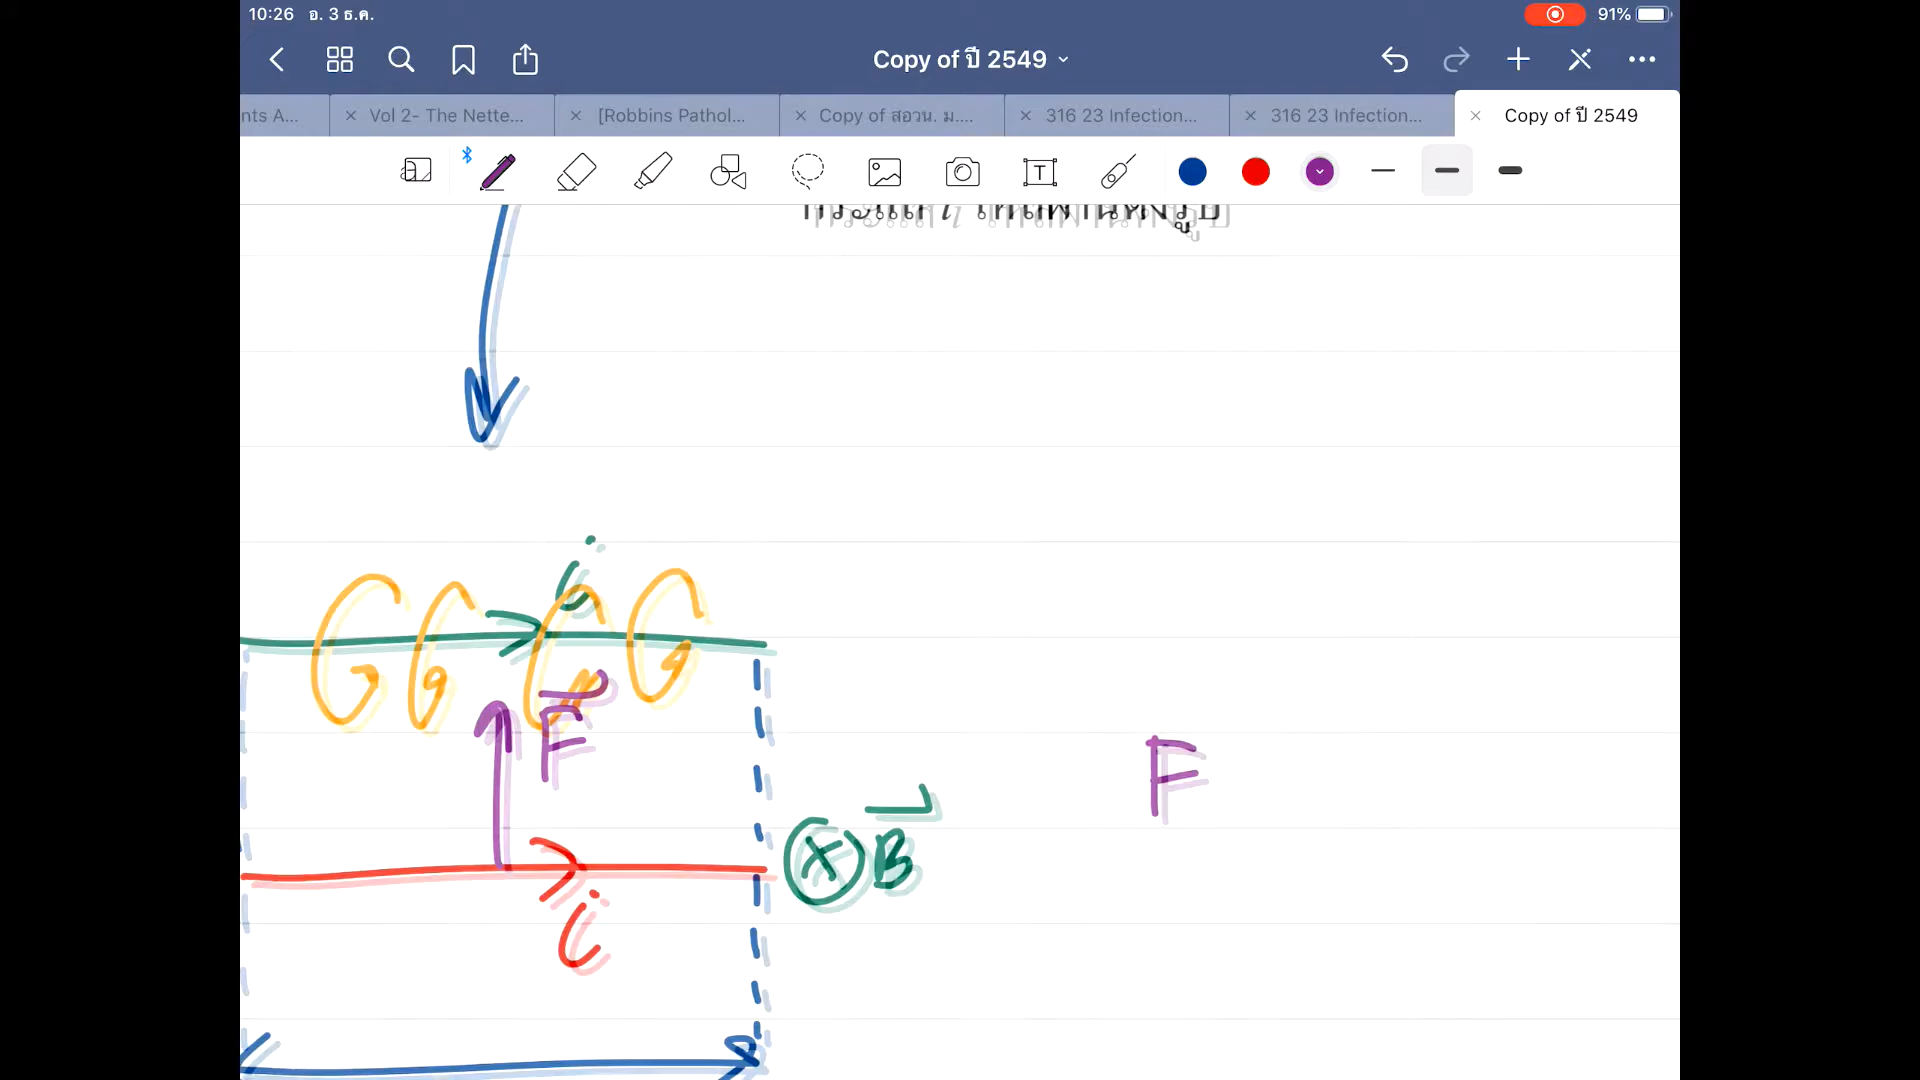 10:26 อ. 3 ธ.ค. 91%
Copy of ปี 2549
nts A... Vol 2- The Nette... [Robbins Pathol... Copy of สอวน. ม.... 316 23 Infection... 316 23 Infection... Copy of ปี 2549
T
i
F
F
B
i